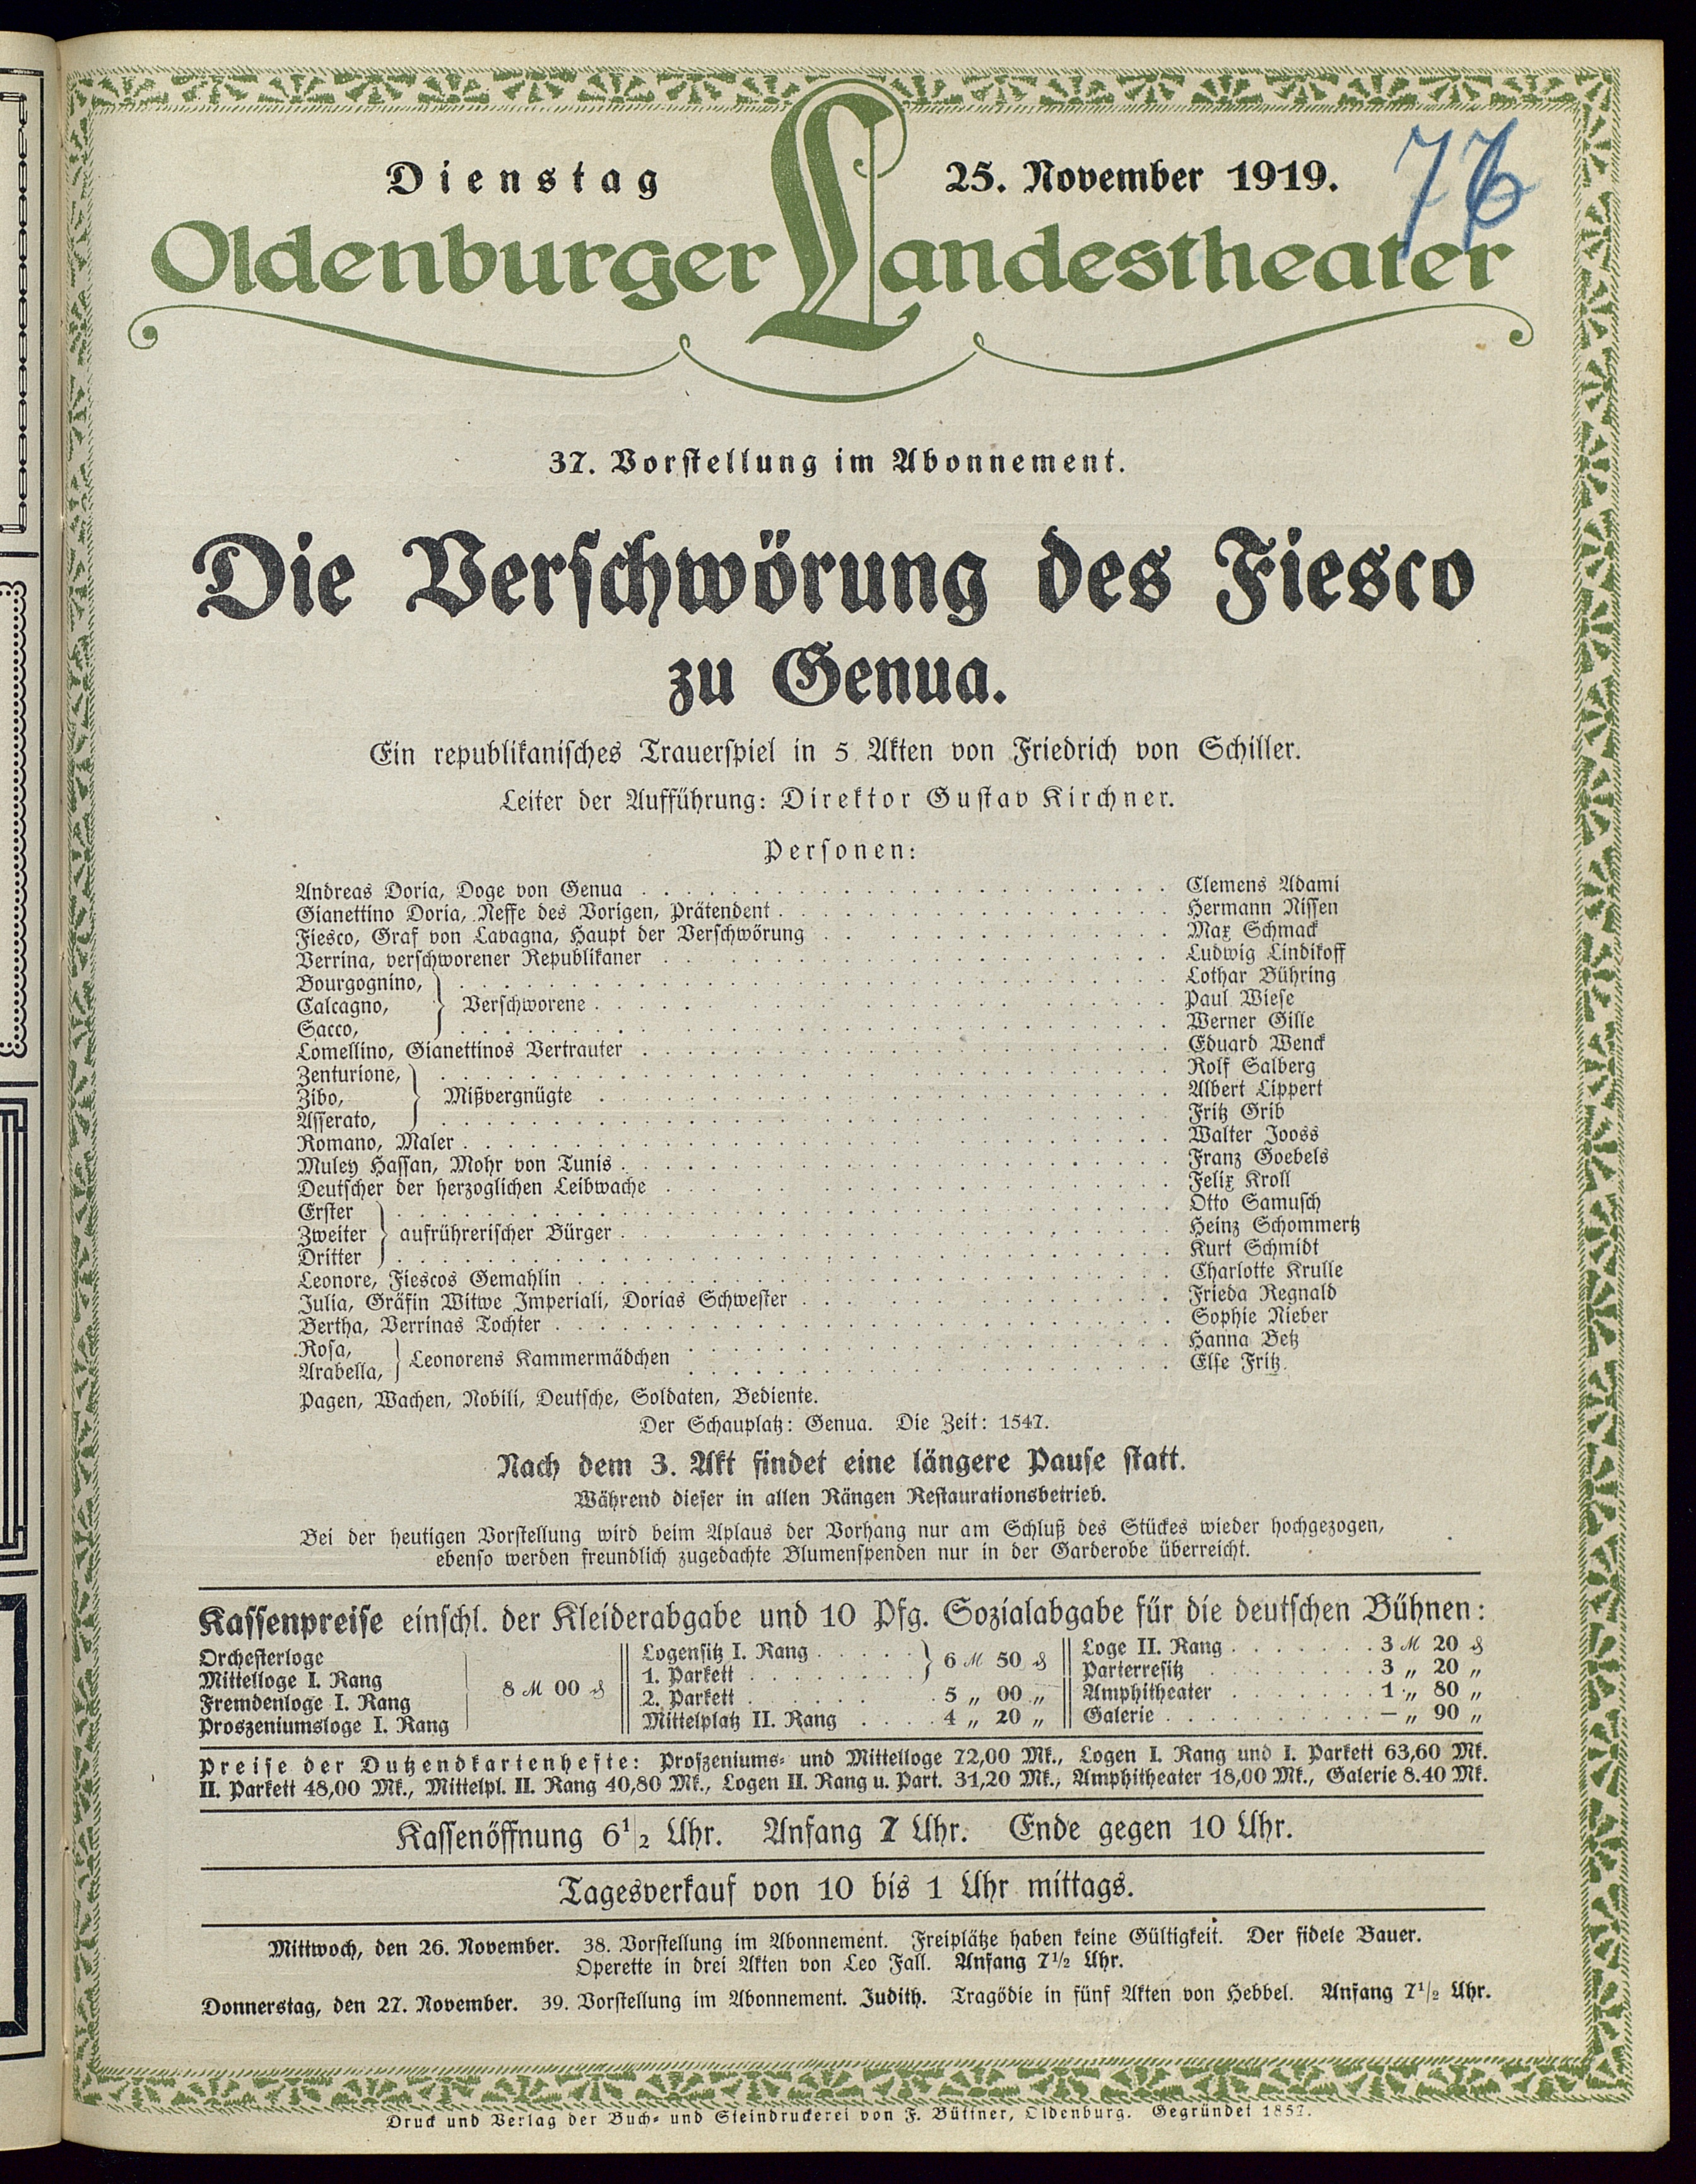 Dienstag 25. November 1919.
76
Oldenburger Landestheater
37. Vorstellung im Abonnement.
Die Verschwörung des Fiesco
zu Genua.
Ein republikanisches Trauerspiel in 5 Akten von Friedrich von Schiller.
Leiter der Aufführung: Direktor Gustav Kirchner.
Personen:
Andreas Doria, Doge von Genua . . . Clemens Adami
Gianettino Doria, Neffe des Vorigen, Prätendent . . . Hermann Nissen
Fiesco, Graf von Lavagna, Haupt der Verschwörung . . . Max Schmack
Verrina, verschworener Republikaner . . . Ludwig Lindikoff
Bourgognino, . . . Lothar Bühring
Calcagno, } Verschworene . . . Paul Wiese
Sacco, . . . Werner Gille
Lomellino, Gianettinos Vertrauter . . . Eduard Wenck
Zenturione, . . . Rolf Salberg
Zibo, } Mißvergnügte . . . Albert Lippert
Asserato, . . . Fritz Grib
Romano, Maler . . . Walter Jooss
Muley Hassan, Mohr von Tunis . . . Franz Goebels
Deutscher der herzoglichen Leibwache . . . Felix Kroll
Erster . . . Otto Samusch
Zweiter } aufrührerischer Bürger . . . Heinz Schommertz
Dritter . . . Kurt Schmidt
Leonore, Fiescos Gemahlin . . . Charlotte Krulle
Julia, Gräfin Witwe Imperiali, Dorias Schwester . . . Frieda Regnald
Bertha, Verrinas Tochter . . . Sophie Nieber
Rosa, } Leonorens Kammermädchen . . . Hanna Betz
Arabella, . . . Else Fritz.
Pagen, Wachen, Nobili, Deutsche, Soldaten, Bediente.
Der Schauplatz: Genua. Die Zeit: 1547.
Nach dem 3. Akt findet eine längere Pause statt.
Während dieser in allen Rängen Restaurationsbetrieb.
Bei der heutigen Vorstellung wird beim Aplaus der Vorhang nur am Schluß des Stückes wieder hochgezogen,
ebenso werden freundlich zugedachte Blumenspenden nur in der Garderobe überreicht.
Kassenpreise einschl. der Kleiderabgabe und 10 Pfg. Sozialabgabe für die deutschen Bühnen:
Orchesterloge
Mittelloge I. Rang
Fremdenloge I. Rang
Proszeniumsloge I. Rang
8 M 00 ₰
Logensitz I. Rang . . . . .
1. Parkett . . . . . } 6 M 50 ₰
2. Parkett . . . . . 5 „ 00 „
Mittelplatz II. Rang . . . . 4 „ 20 „
Loge II. Rang . . . . . 3 M 20 ₰
Parterresitz . . . . . 3 „ 20 „
Amphitheater . . . . . 1 „ 80 „
Galerie . . . . . — „ 90 „
Preise der Dutzendkartenhefte: Proszeniums- und Mittelloge 72,00 Mk., Logen I. Rang und I. Parkett 63,60 Mk.
II. Parkett 48,00 Mk., Mittelpl. II. Rang 40,80 Mk., Logen II. Rang u. Part. 31,20 Mk., Amphitheater 18,00 Mk., Galerie 8.40 Mk.
Kassenöffnung 6½ Uhr. Anfang 7 Uhr. Ende gegen 10 Uhr.
Tagesverkauf von 10 bis 1 Uhr mittags.
Mittwoch, den 26. November. 38. Vorstellung im Abonnement. Freiplätze haben keine Gültigkeit. Der fidele Bauer.
Operette in drei Akten von Leo Fall. Anfang 7½ Uhr.
Donnerstag, den 27. November. 39. Vorstellung im Abonnement. Judith. Tragödie in fünf Akten von Hebbel. Anfang 7½ Uhr.
Druck und Verlag der Buch- und Steindruckerei von F. Büttner, Oldenburg. Gegründet 1857.